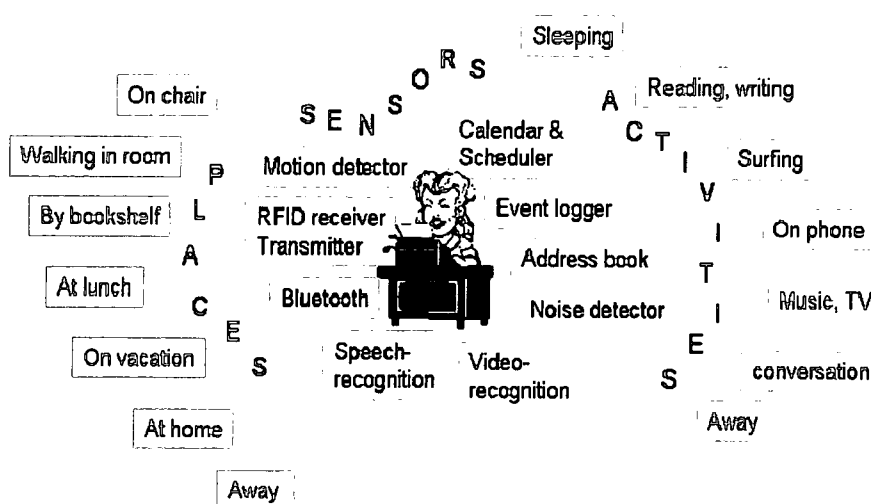 Sleeping
SENSORS
On chair
Reading, writing
ACTIVITIES
Walking in room
PLACES
Motion detector
Calendar &
Scheduler
Surfing
By bookshelf
RFID receiver
Transmitter
Event logger
On phone
At lunch
Bluetooth
Address book
Noise detector
Music, TV
On vacation
Speech-
recognition
Video-
recognition
conversation
At home
Away
Away